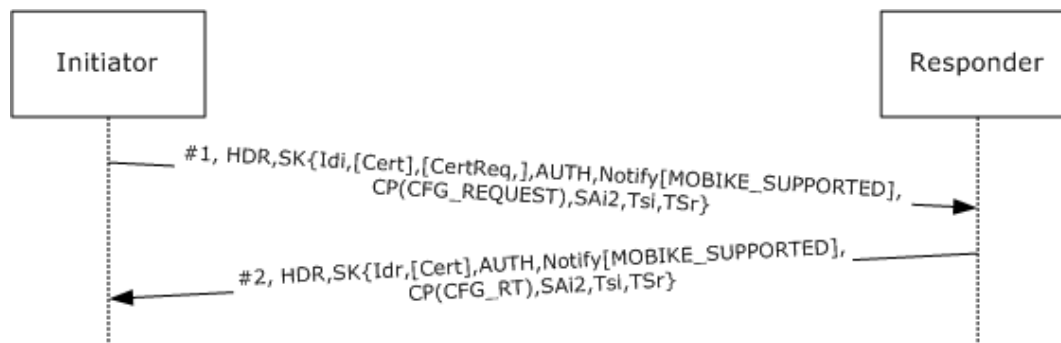 Initiator
Responder
#1, HDR,SK{Idi,[Cert],[CertReq,],AUTH,Notify[MOBIKE_SUPPORTED],
CP(CFG_REQUEST),SAi2,Tsi,TSr}
#2, HDR,SK{Idr,[Cert],AUTH,Notify[MOBIKE_SUPPORTED],
CP(CFG_RT),SAi2,Tsi,TSr}